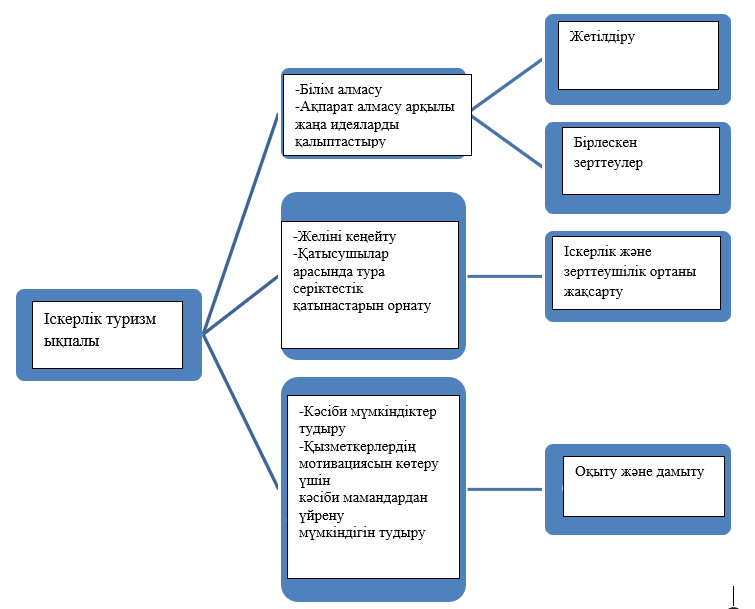 Іскерлік туризм
ықпалы
-Білім алмасу
-Ақпарат алмасу арқылы
жаңа идеяларды
қалыптастыру
Жетілдіру
Бірлескен
зерттеулер
-Желіні кеңейту
-Қатысушылар
арасында тура
серіктестік
қатынастарын орнату
Іскерлік және
зерттеушілік ортаны
жақсарту
-Кәсіби мүмкіндіктер
тудыру
-Қызметкерлердің
мотивациясын көтеру
үшін
кәсіби мамандардан
үйрену
мүмкіндігін тудыру
Оқыту және дамыту